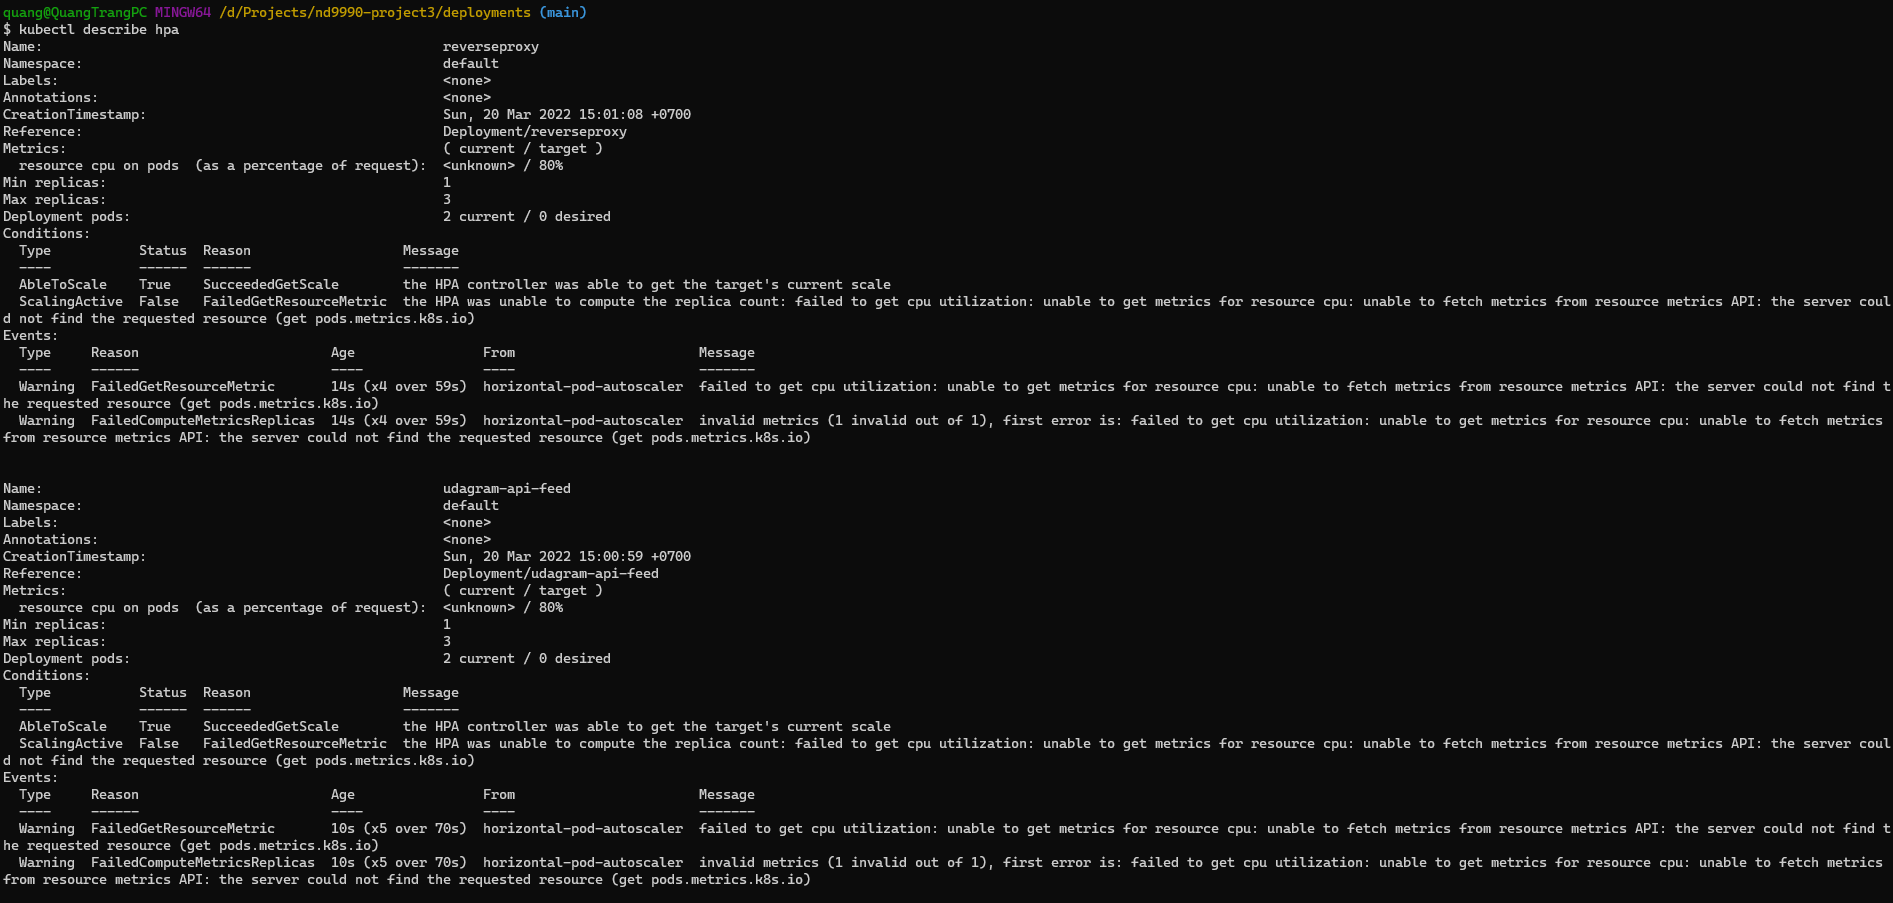 quang@QuangTrangPC MINGW64 /d/Projects/nd9990-project3/deployments (main)
$ kubectl describe hpa
Name:                                                  reverseproxy
Namespace:                                             default
Labels:                                                <none>
Annotations:                                           <none>
CreationTimestamp:                                     Sun, 20 Mar 2022 15:01:08 +0700
Reference:                                             Deployment/reverseproxy
Metrics:                                               ( current / target )
  resource cpu on pods  (as a percentage of request):  <unknown> / 80%
Min replicas:                                          1
Max replicas:                                          3
Deployment pods:                                       2 current / 0 desired
Conditions:
  Type           Status  Reason                   Message
  ----           ------  ------                   -------
  AbleToScale    True    SucceededGetScale        the HPA controller was able to get the target's current scale
  ScalingActive  False   FailedGetResourceMetric  the HPA was unable to compute the replica count: failed to get cpu utilization: unable to get metrics for resource cpu: unable to fetch metrics from resource metrics API: the server coul
d not find the requested resource (get pods.metrics.k8s.io)
Events:
  Type     Reason                        Age                From                       Message
  ----     ------                        ----               ----                       -------
  Warning  FailedGetResourceMetric       14s (x4 over 59s)  horizontal-pod-autoscaler  failed to get cpu utilization: unable to get metrics for resource cpu: unable to fetch metrics from resource metrics API: the server could not find t
he requested resource (get pods.metrics.k8s.io)
  Warning  FailedComputeMetricsReplicas  14s (x4 over 59s)  horizontal-pod-autoscaler  invalid metrics (1 invalid out of 1), first error is: failed to get cpu utilization: unable to get metrics for resource cpu: unable to fetch metrics
from resource metrics API: the server could not find the requested resource (get pods.metrics.k8s.io)
Name:                                                  udagram-api-feed
Namespace:                                             default
Labels:                                                <none>
Annotations:                                           <none>
CreationTimestamp:                                     Sun, 20 Mar 2022 15:00:59 +0700
Reference:                                             Deployment/udagram-api-feed
Metrics:                                               ( current / target )
  resource cpu on pods  (as a percentage of request):  <unknown> / 80%
Min replicas:                                          1
Max replicas:                                          3
Deployment pods:                                       2 current / 0 desired
Conditions:
  Type           Status  Reason                   Message
  ----           ------  ------                   -------
  AbleToScale    True    SucceededGetScale        the HPA controller was able to get the target's current scale
  ScalingActive  False   FailedGetResourceMetric  the HPA was unable to compute the replica count: failed to get cpu utilization: unable to get metrics for resource cpu: unable to fetch metrics from resource metrics API: the server coul
d not find the requested resource (get pods.metrics.k8s.io)
Events:
  Type     Reason                        Age                From                       Message
  ----     ------                        ----               ----                       -------
  Warning  FailedGetResourceMetric       10s (x5 over 70s)  horizontal-pod-autoscaler  failed to get cpu utilization: unable to get metrics for resource cpu: unable to fetch metrics from resource metrics API: the server could not find t
he requested resource (get pods.metrics.k8s.io)
  Warning  FailedComputeMetricsReplicas  10s (x5 over 70s)  horizontal-pod-autoscaler  invalid metrics (1 invalid out of 1), first error is: failed to get cpu utilization: unable to get metrics for resource cpu: unable to fetch metrics
from resource metrics API: the server could not find the requested resource (get pods.metrics.k8s.io)